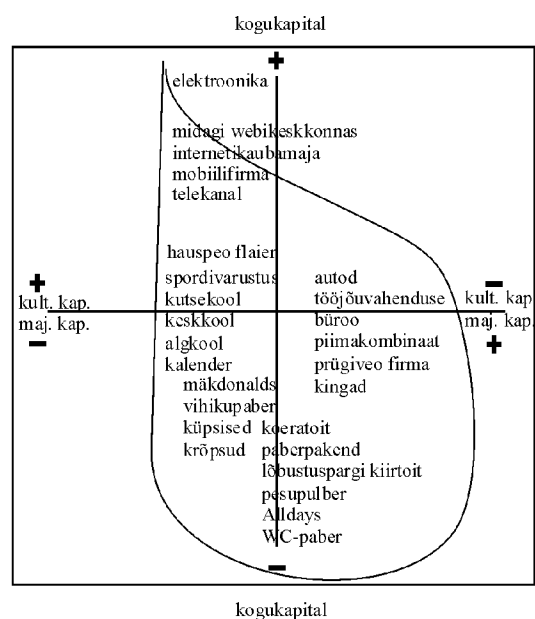 kogukapital
+
elektroonika
midagi webikeskkonnas
internetikaubamaja
mobiilifirma
telekanal
hauspeo flaier
spordivarustus
kutsekool
keskkool
algkool
kalender
mäkdonalds
vihikupaber
küpsised
krõpsud
+
kult. kap.
maj. kap.
−
autod
tööjõuvahenduse
büroo
piimakombinaat
prügiveo firma
kingad
−
kult. kap.
maj. kap.
+
koeratoit
paberpakend
lõbustuspargi kiirtoit
pesupulber
Alldays
WC-paber
−
kogukapital